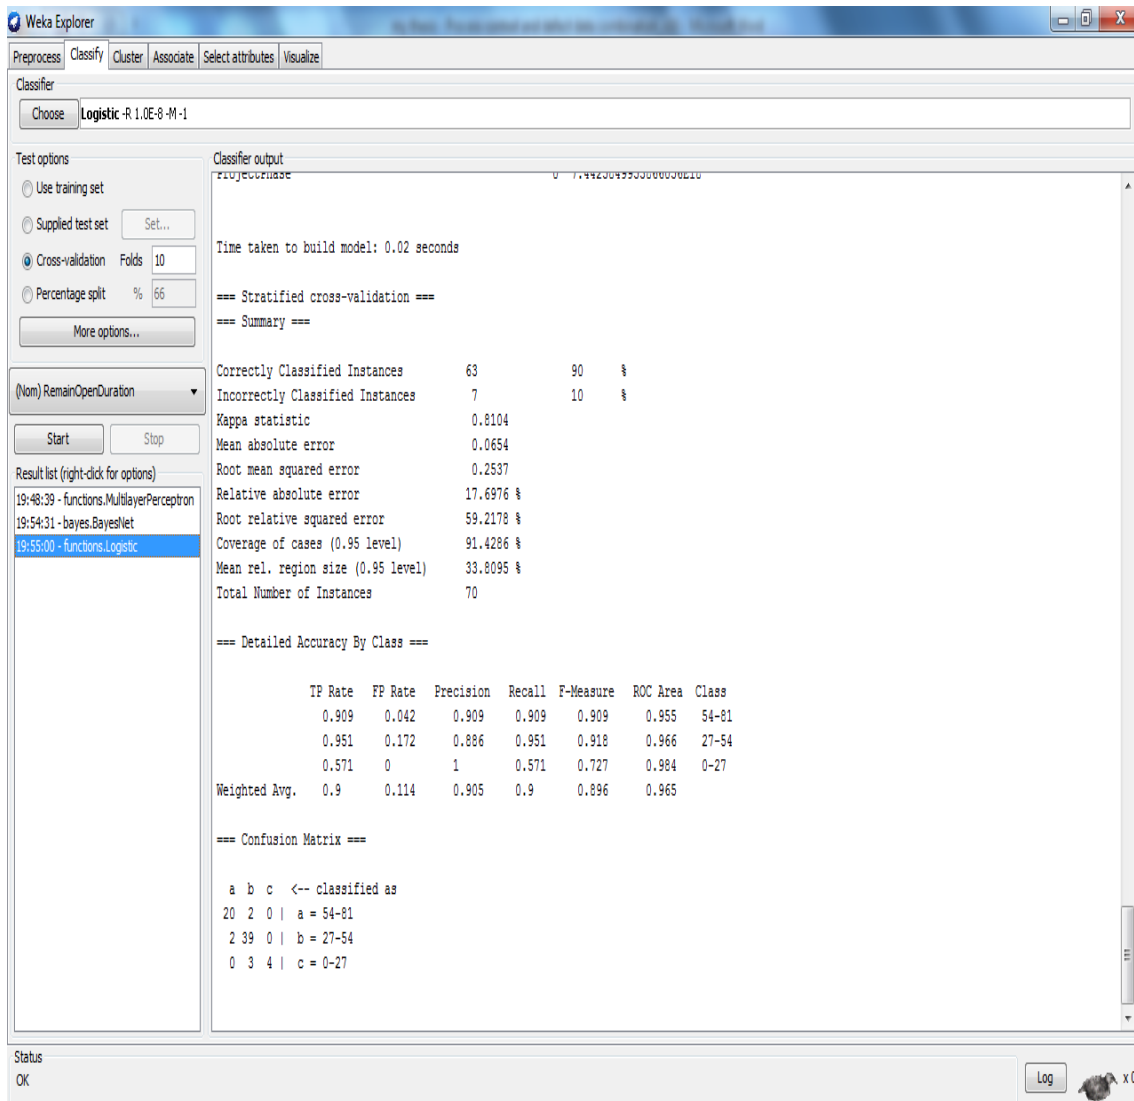 Weka Explorer
Preprocess Classify Cluster Associate Select attributes Visualize
Classifier
Choose Logistic -R 1.0E-8 -M -1
Test options
Use training set
Supplied test set Set...
Cross-validation Folds 10
Percentage split % 66
More options...
(Nom) RemainOpenDuration
Start Stop
Result list (right-click for options)
19:48:39 - functions.MultilayerPerceptron
19:54:31 - bayes.BayesNet
19:55:00 - functions.Logistic
Classifier output
ProjectPhase 0
Time taken to build model: 0.02 seconds
=== Stratified cross-validation ===
=== Summary ===
Correctly Classified Instances 63 90 %
Incorrectly Classified Instances 7 10 %
Kappa statistic 0.8104
Mean absolute error 0.0654
Root mean squared error 0.2537
Relative absolute error 17.6976 %
Root relative squared error 59.2178 %
Coverage of cases (0.95 level) 91.4286 %
Mean rel. region size (0.95 level) 33.8095 %
Total Number of Instances 70
=== Detailed Accuracy By Class ===
TP Rate FP Rate Precision Recall F-Measure ROC Area Class
0.909 0.042 0.909 0.909 0.909 0.955 54-81
0.951 0.172 0.886 0.951 0.918 0.966 27-54
0.571 0 1 0.571 0.727 0.984 0-27
Weighted Avg. 0.9 0.114 0.905 0.9 0.896 0.965
=== Confusion Matrix ===
a b c <-- classified as
20 2 0 | a = 54-81
2 39 0 | b = 27-54
0 3 4 | c = 0-27
Status
OK
Log
x 0